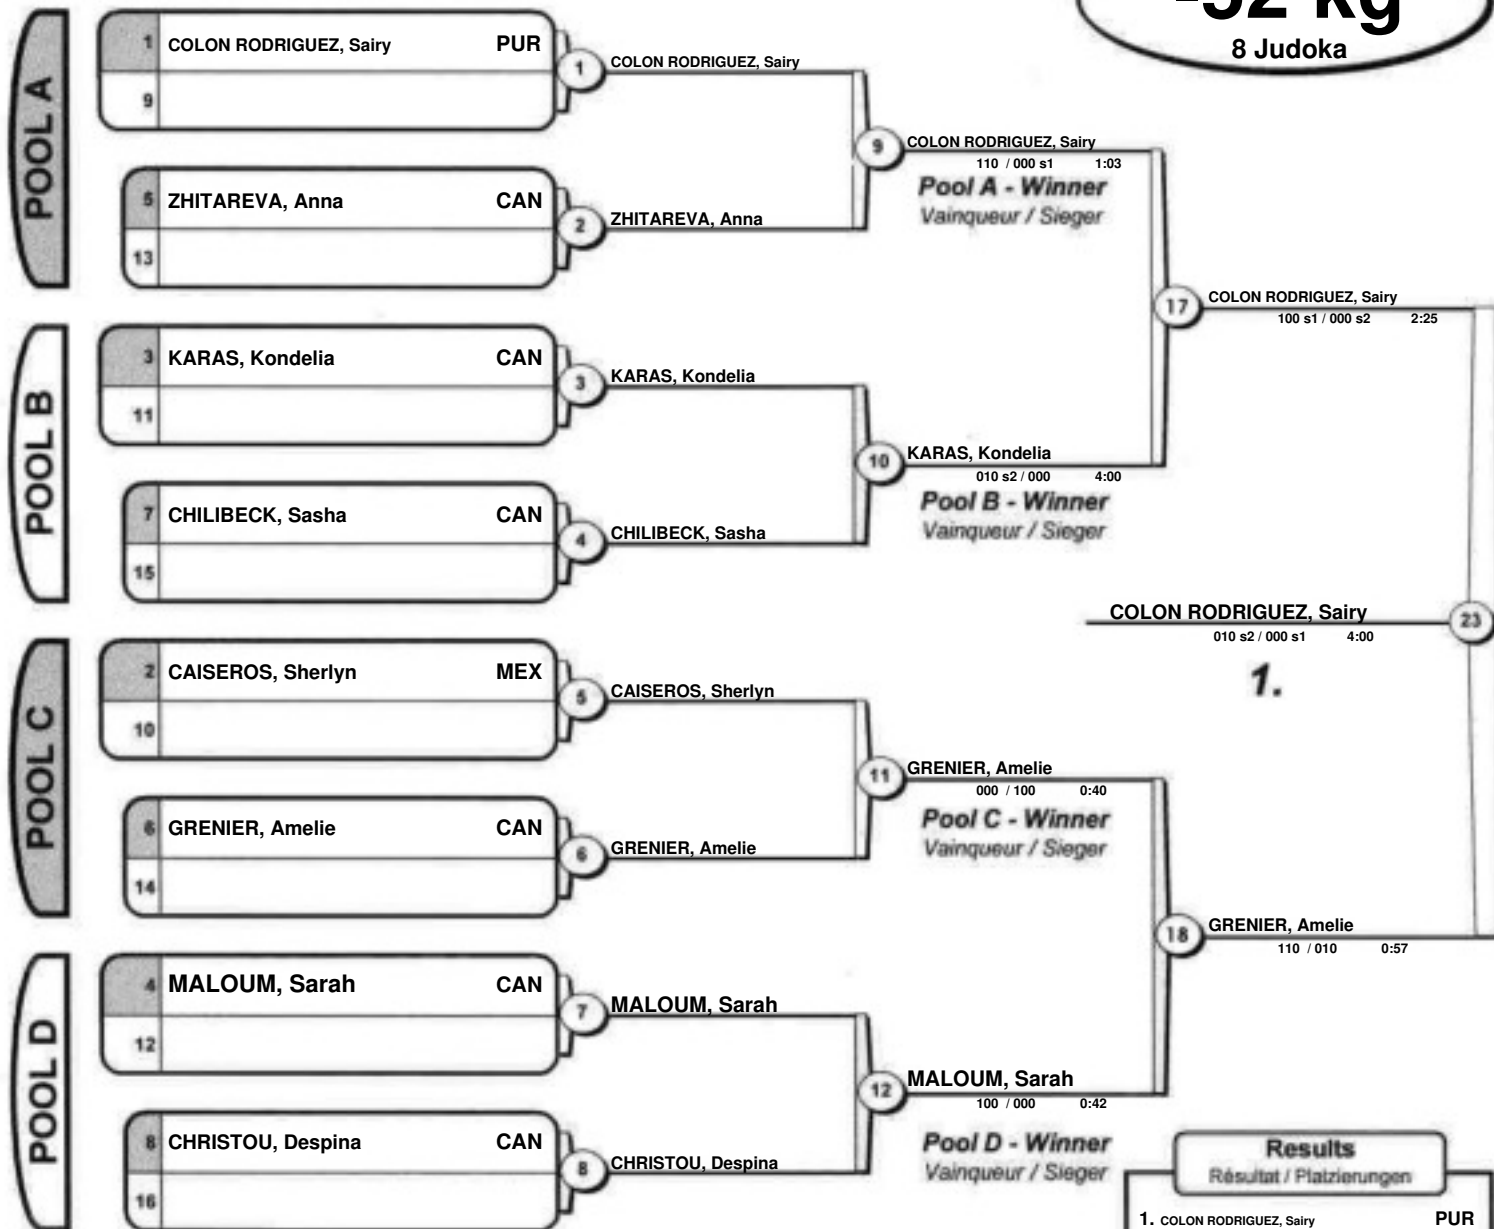 -52 kg
8 Judoka
POOL A
1 COLON RODRIGUEZ, Sairy PUR
9
5 ZHITAREVA, Anna CAN
13
1 COLON RODRIGUEZ, Sairy
2 ZHITAREVA, Anna
9 COLON RODRIGUEZ, Sairy
110 / 000 s1 1:03
Pool A - Winner
Vainqueur / Sieger
POOL B
3 KARAS, Kondelia CAN
11
7 CHILIBECK, Sasha CAN
15
3 KARAS, Kondelia
4 CHILIBECK, Sasha
10 KARAS, Kondelia
010 s2 / 000 4:00
Pool B - Winner
Vainqueur / Sieger
17 COLON RODRIGUEZ, Sairy
100 s1 / 000 s2 2:25
COLON RODRIGUEZ, Sairy 23
010 s2 / 000 s1 4:00
1.
POOL C
2 CAISEROS, Sherlyn MEX
10
6 GRENIER, Amelie CAN
14
5 CAISEROS, Sherlyn
6 GRENIER, Amelie
11 GRENIER, Amelie
000 / 100 0:40
Pool C - Winner
Vainqueur / Sieger
POOL D
4 MALOUM, Sarah CAN
12
8 CHRISTOU, Despina CAN
16
7 MALOUM, Sarah
8 CHRISTOU, Despina
12 MALOUM, Sarah
100 / 000 0:42
Pool D - Winner
Vainqueur / Sieger
18 GRENIER, Amelie
110 / 010 0:57
Results
Résultat / Platzierungen
1. COLON RODRIGUEZ, Sairy PUR